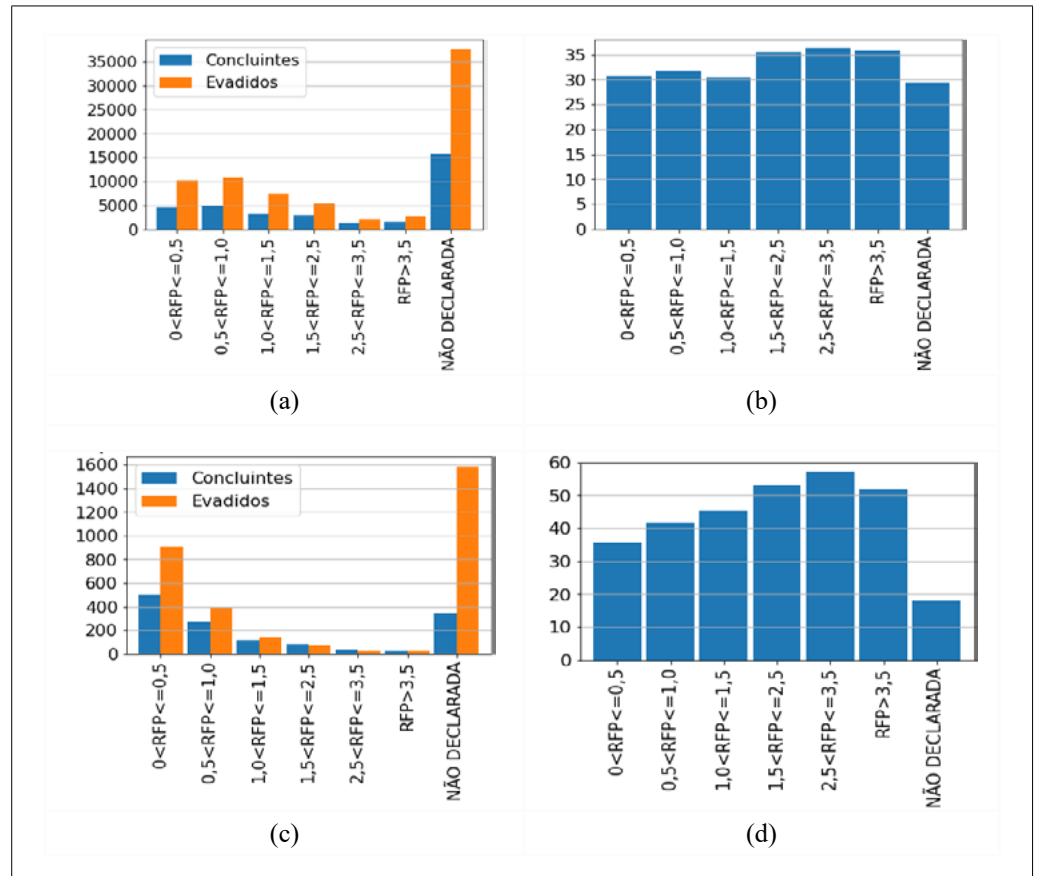 35000
30000
25000
20000
15000
10000
5000
0
Concluintes
Evadidos
0<RFP<=0,5
0,5<RFP<=1,0
1,0<RFP<=1,5
1,5<RFP<=2,5
2,5<RFP<=3,5
RFP>3,5
NÃO DECLARADA
(a)
35
30
25
20
15
10
5
0
0<RFP<=0,5
0,5<RFP<=1,0
1,0<RFP<=1,5
1,5<RFP<=2,5
2,5<RFP<=3,5
RFP>3,5
NÃO DECLARADA
(b)
1600
1400
1200
1000
800
600
400
200
0
Concluintes
Evadidos
0<RFP<=0,5
0,5<RFP<=1,0
1,0<RFP<=1,5
1,5<RFP<=2,5
2,5<RFP<=3,5
RFP>3,5
NÃO DECLARADA
(c)
60
50
40
30
20
10
0
0<RFP<=0,5
0,5<RFP<=1,0
1,0<RFP<=1,5
1,5<RFP<=2,5
2,5<RFP<=3,5
RFP>3,5
NÃO DECLARADA
(d)